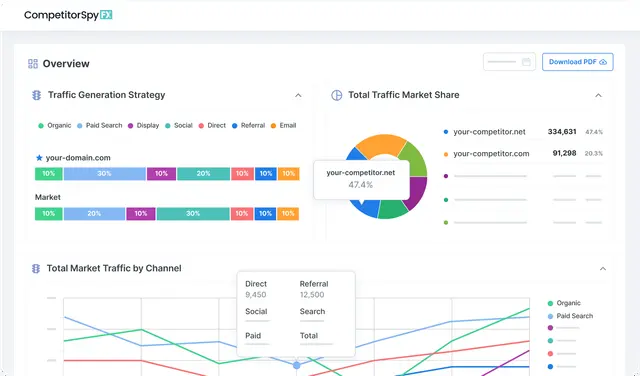 CompetitorSpy FX
Overview
Download PDF
Traffic Generation Strategy
Organic Paid Search Display Social Direct Referral Email
your-domain.com
10% 30% 10% 20% 10% 10% 10%
Market
10% 20% 10% 30% 10% 10% 10%
Total Traffic Market Share
your-competitor.net
47.4%
your-competitor.net 334,631 47.4%
your-competitor.com 91,298 20.3%
Total Market Traffic by Channel
Direct Referral
9,450 12,500
Social Search
Paid Total
Organic
Paid Search